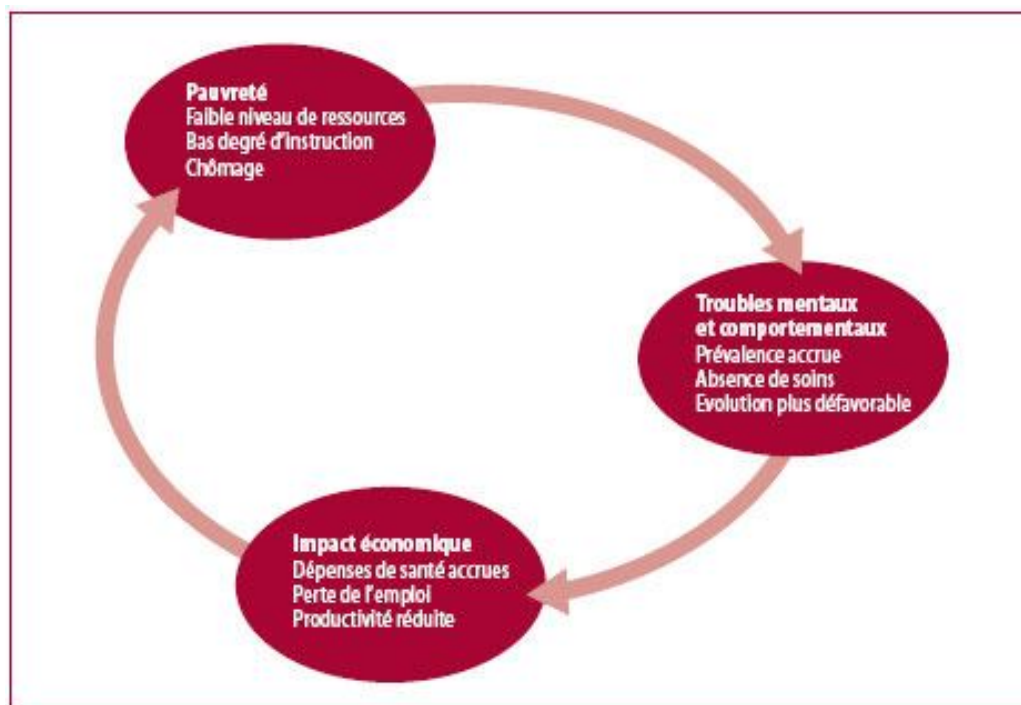 Pauvreté
Faible niveau de ressources
Bas degré d'instruction
Chômage
Troubles mentaux
et comportementaux
Prévalence accrue
Absence de soins
Evolution plus défavorable
Impact économique
Dépenses de santé accrues
Perte de l'emploi
Productivité réduite